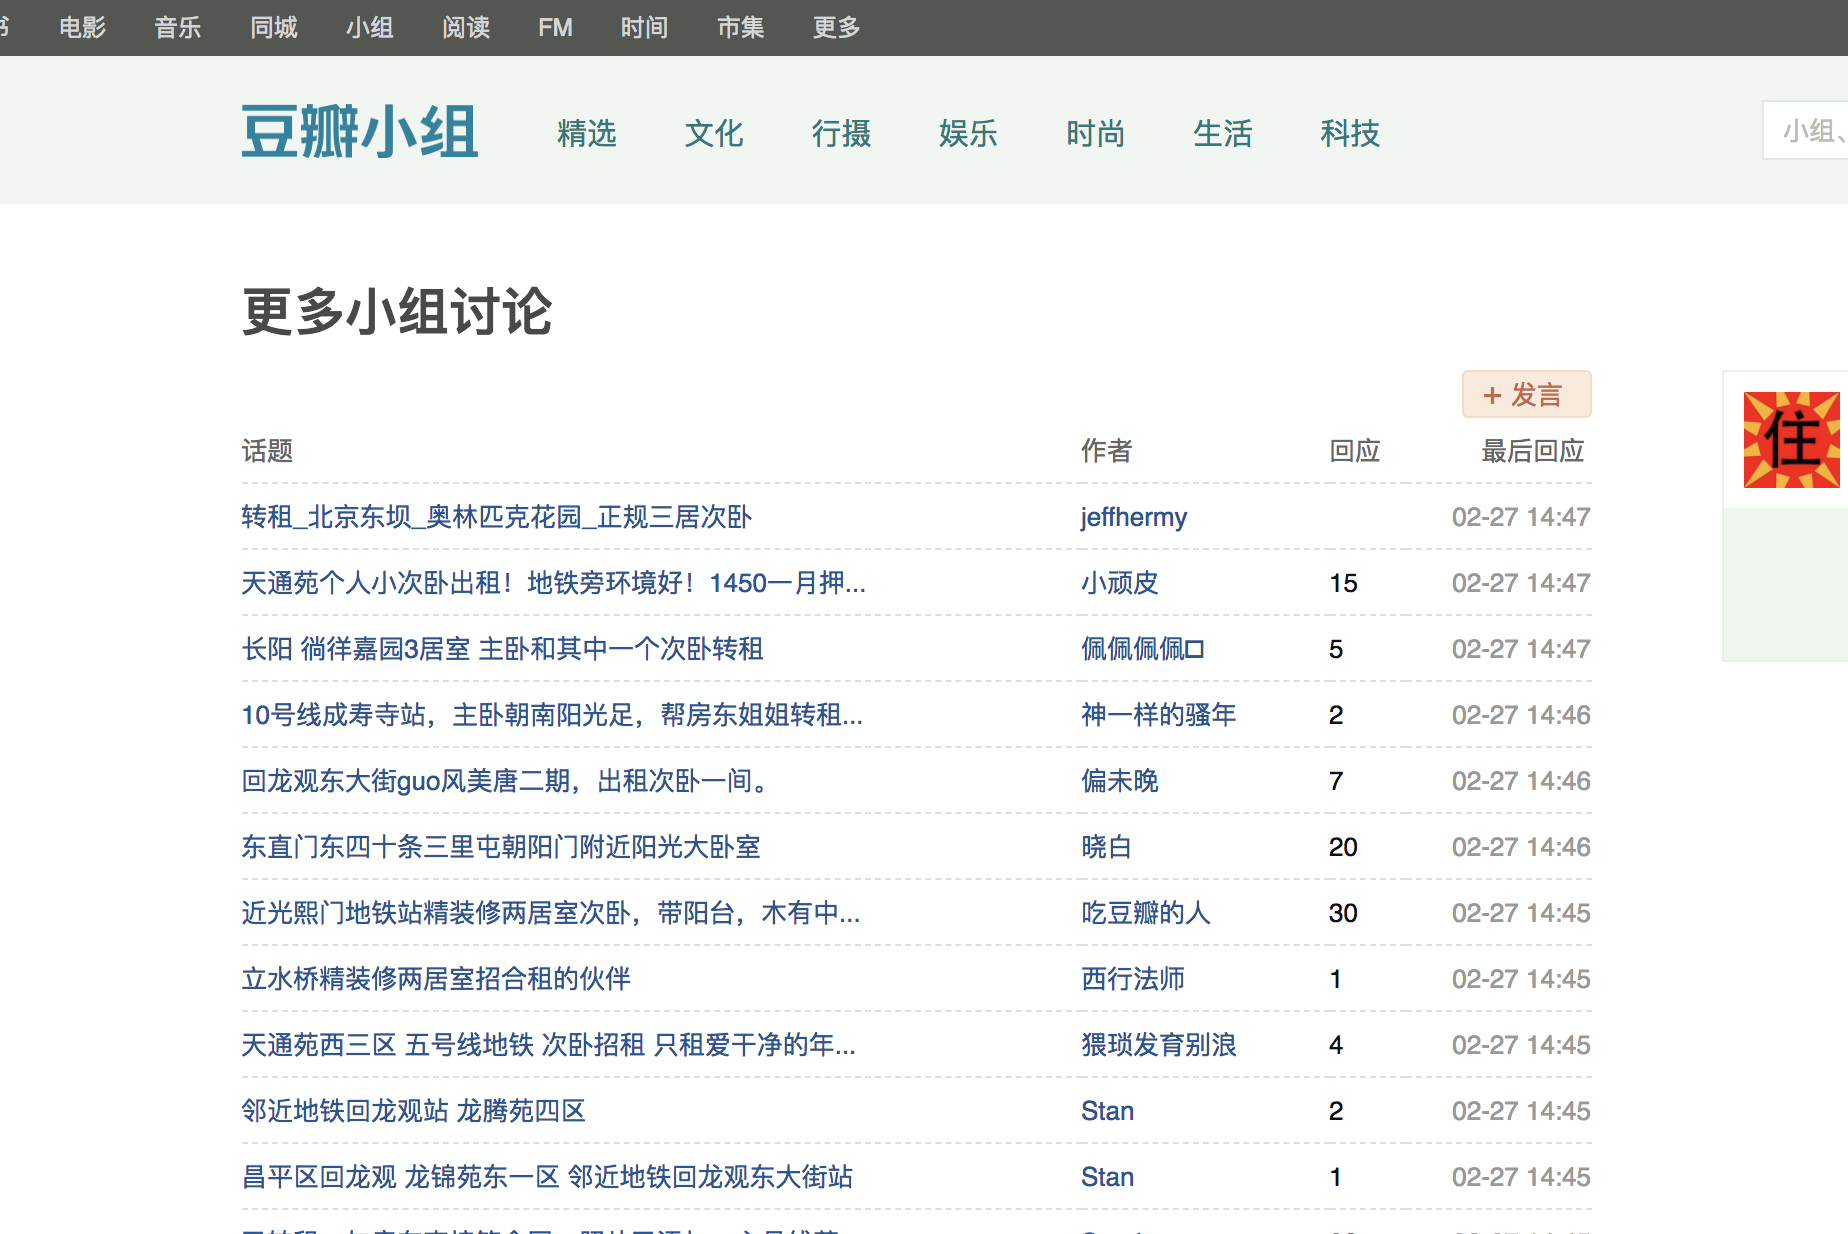 电影 音乐 同城 小组 阅读 FM 时间 市集 更多
豆瓣小组 精选 文化 行摄 娱乐 时尚 生活 科技 小组、
更多小组讨论
+ 发言
住
话题 作者 回应 最后回应
转租_北京东坝_奥林匹克花园_正规三居次卧 jeffhermy 02-27 14:47
天通苑个人小次卧出租！地铁旁环境好！1450一月押... 小顽皮 15 02-27 14:47
长阳 徜徉嘉园3居室 主卧和其中一个次卧转租 佩佩佩佩口 5 02-27 14:47
10号线成寿寺站，主卧朝南阳光足，帮房东姐姐转租... 神一样的骚年 2 02-27 14:46
回龙观东大街guo风美唐二期，出租次卧一间。 偏未晚 7 02-27 14:46
东直门东四十条三里屯朝阳门附近阳光大卧室 晓白 20 02-27 14:46
近光熙门地铁站精装修两居室次卧，带阳台，木有中... 吃豆瓣的人 30 02-27 14:45
立水桥精装修两居室招合租的伙伴 西行法师 1 02-27 14:45
天通苑西三区 五号线地铁 次卧招租 只租爱干净的年... 猥琐发育别浪 4 02-27 14:45
邻近地铁回龙观站 龙腾苑四区 Stan 2 02-27 14:45
昌平区回龙观 龙锦苑东一区 邻近地铁回龙观东大街站 Stan 1 02-27 14:45